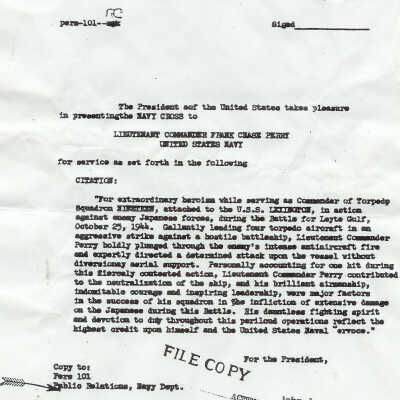 pers-101--
Signed
The President sof the United States takes pleasure
in presentingthe NAVY CROSS to
LIEUTENANT COMMANDER FRANK CHASE PERRY
UNITED STATES NAVY
for service as set forth in the following
CITATION:
"For extraordinary heroism while serving as Commander of Torpedo
Squadron NINETEEN, attached to the U.S.S. LEXINGTON, in action
against enemy Japanese forces, during the Battle for Leyte Gulf,
October 25, 1944. Gallantly leading four torpedo aircraft in an
aggressive strike against a hostile battleship, Lieutenant Commander
Perry boldly plunged through the enemy's intense antiaircraft fire
and expertly directed a determined attack upon the vessel without
diversionary aerial support. Personally accounting for one hit during
this fiercely contested action, Lieutenant Commander Perry contributed
to the neutralization of the ship, and his brilliant airmanship,
indomitable courage and inspiring leadership, were major factors
in the success of his squadron in the infliction of extensive damage
on the Japanese during this Battle. His dauntless fighting spirit
and devotion to duy throughout this perilous operations reflect the
highest credit upon himself and the United States Naval ervoce."
FILE COPY
For the President,
Copy to:
Pers 101
Public Relations, Navy Dept.